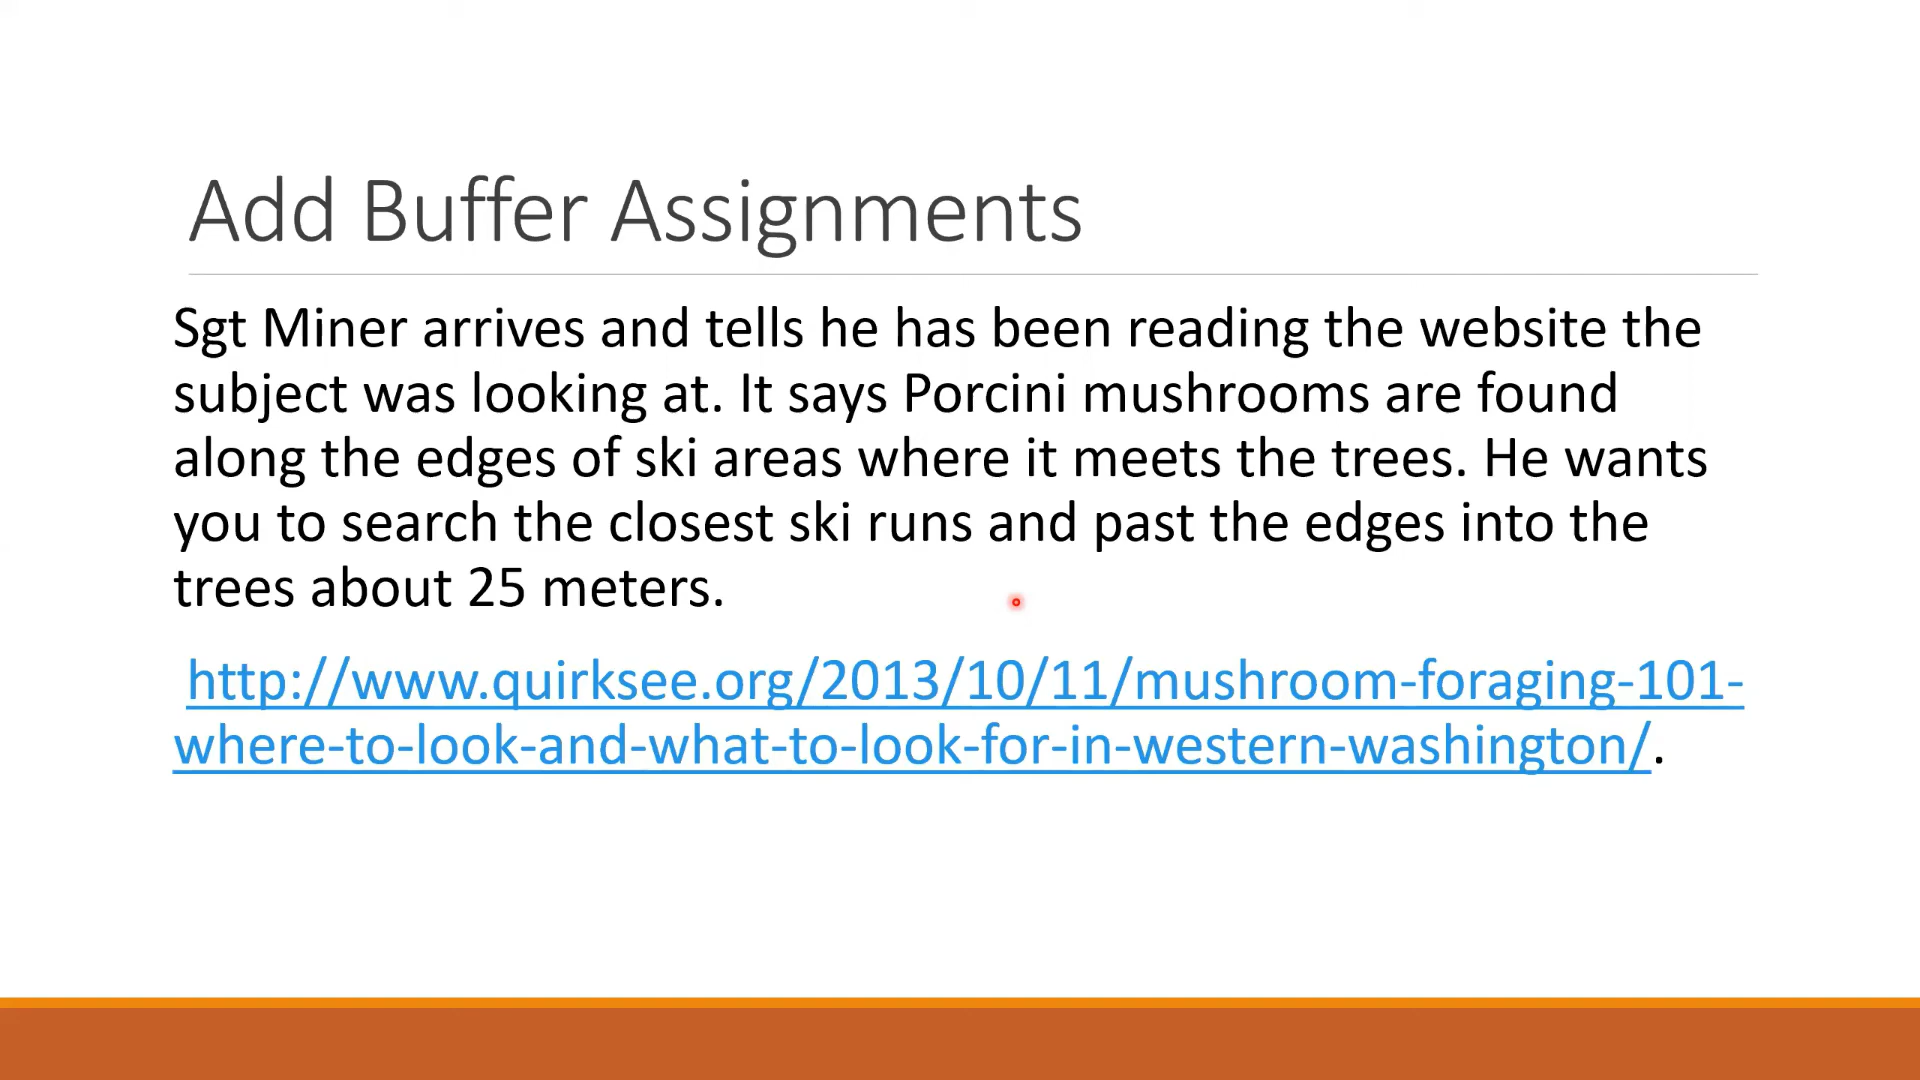 Add Buffer Assignments
Sgt Miner arrives and tells he has been reading the website the
subject was looking at. It says Porcini mushrooms are found
along the edges of ski areas where it meets the trees. He wants
you to search the closest ski runs and past the edges into the
trees about 25 meters.
http://www.quirksee.org/2013/10/11/mushroom-foraging-101-
where-to-look-and-what-to-look-for-in-western-washington/.